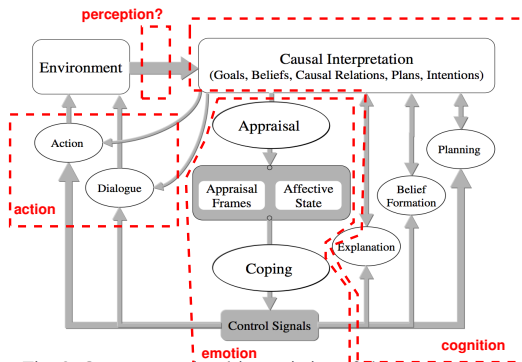 perception?
Environment
Causal Interpretation
(Goals, Beliefs, Causal Relations, Plans, Intentions)
Appraisal
Action
Planning
Dialogue
Appraisal
Frames
Affective
State
Belief
Formation
action
Explanation
Coping
Control Signals
emotion
cognition